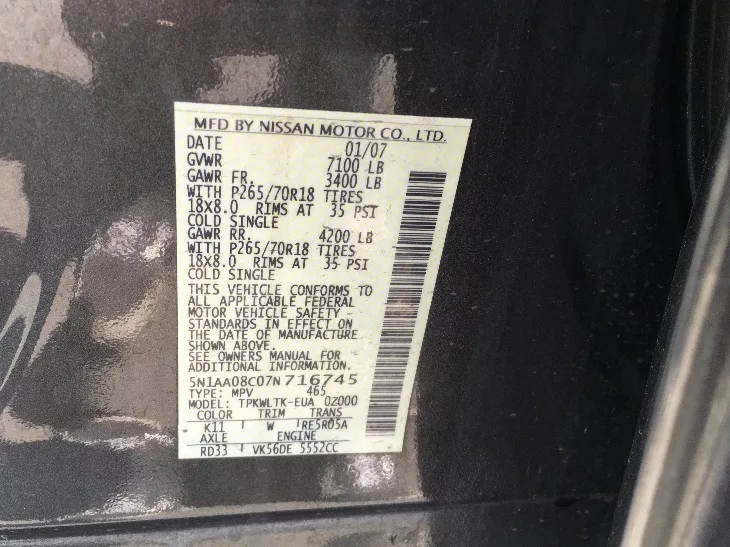 MFD BY NISSAN MOTOR CO., LTD.
DATE 01/07
GVWR 7100 LB
GAWR FR. 3400 LB
WITH P265/70R18 TIRES
18X8.0 RIMS AT 35 PSI
COLD SINGLE
GAWR RR. 4200 LB
WITH P265/70R18 TIRES
18X8.0 RIMS AT 35 PSI
COLD SINGLE
THIS VEHICLE CONFORMS TO
ALL APPLICABLE FEDERAL
MOTOR VEHICLE SAFETY
STANDARDS IN EFFECT ON
THE DATE OF MANUFACTURE
SHOWN ABOVE.
SEE OWNERS MANUAL FOR
ADDITIONAL INFORMATION.
5N1AA08C07N716745
TYPE: MPV 465
MODEL: TPKWLTK-EUA 0Z000
COLOR TRIM TRANS
K11 W RE5R05A
AXLE ENGINE
RD33 VK56DE 5552CC